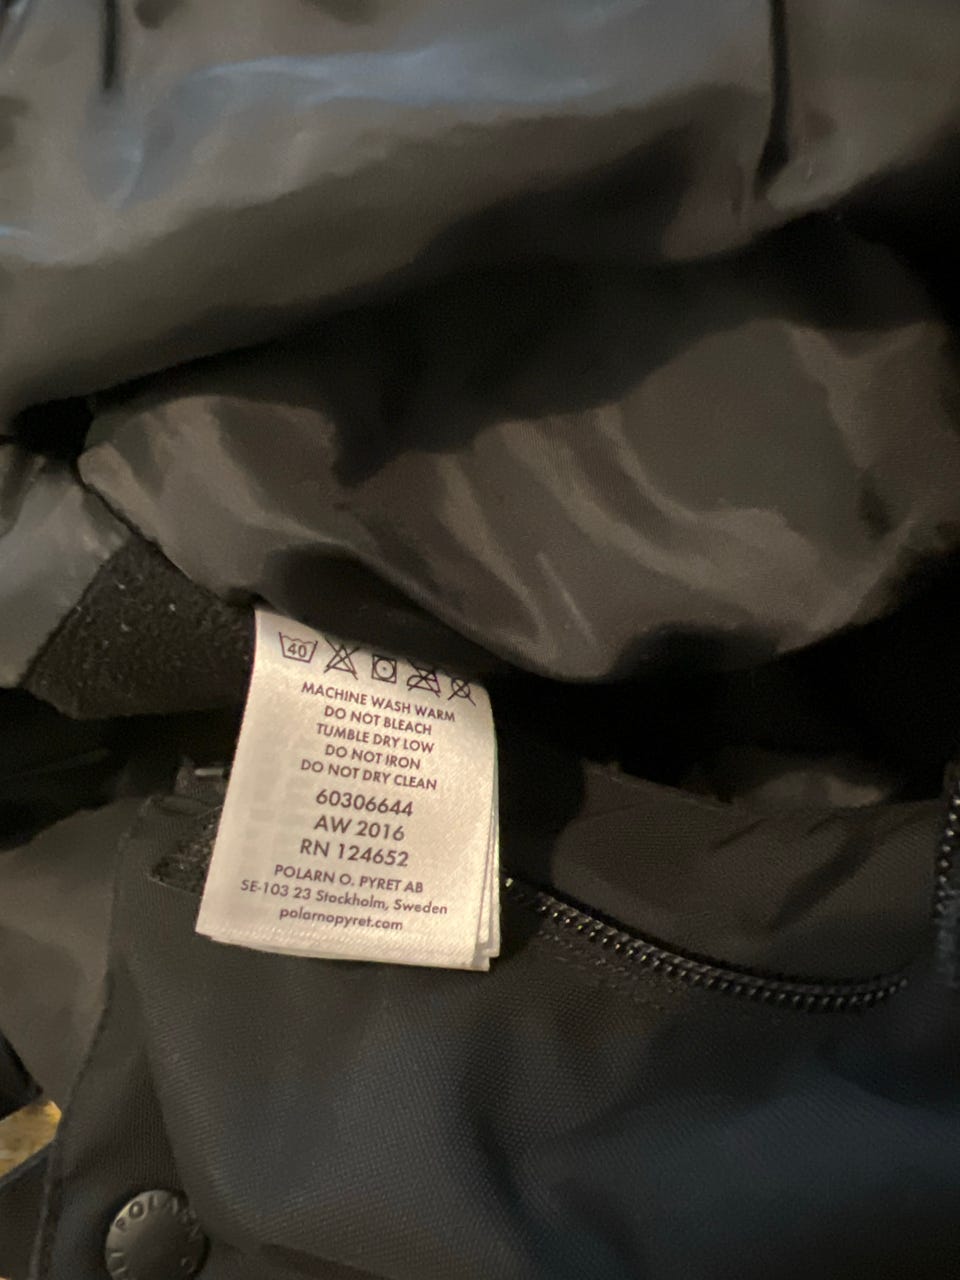 40
MACHINE WASH WARM
DO NOT BLEACH
TUMBLE DRY LOW
DO NOT IRON
DO NOT DRY CLEAN
60306644
AW 2016
RN 124652
POLARN O. PYRET AB
SE-103 23 Stockholm, Sweden
polarnopyret.com
POLARN